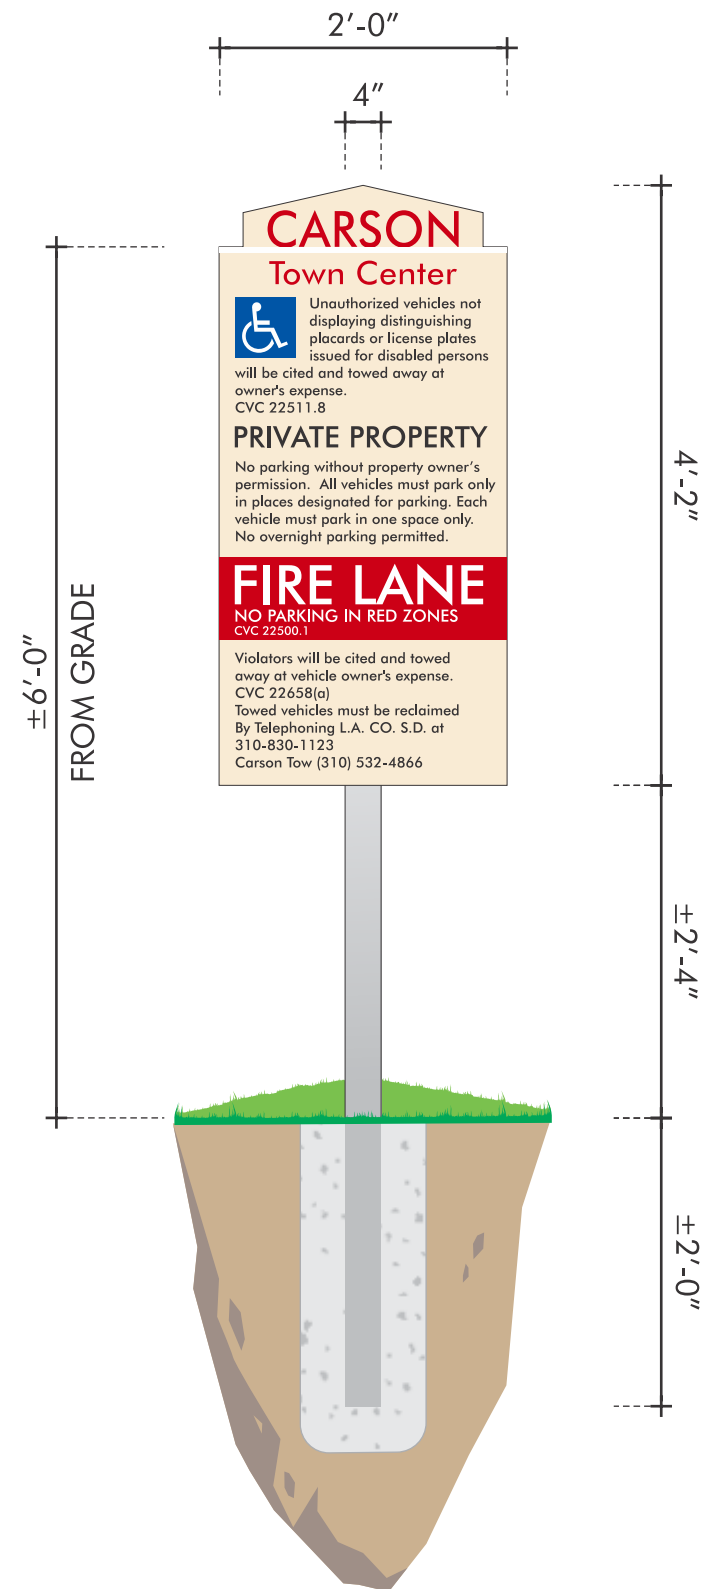 2'-0"
4"
CARSON
Town Center
Unauthorized vehicles not
displaying distinguishing
placards or license plates
issued for disabled persons
will be cited and towed away at
owner's expense.
CVC 22511.8
PRIVATE PROPERTY
No parking without property owner's
permission.  All vehicles must park only
in places designated for parking. Each
vehicle must park in one space only.
No overnight parking permitted.
FIRE LANE
NO PARKING IN RED ZONES
CVC 22500.1
Violators will be cited and towed
away at vehicle owner's expense.
CVC 22658(a)
Towed vehicles must be reclaimed
By Telephoning L.A. CO. S.D. at
310-830-1123
Carson Tow (310) 532-4866
±6'-0"
FROM GRADE
4'-2"
±2'-4"
±2'-0"